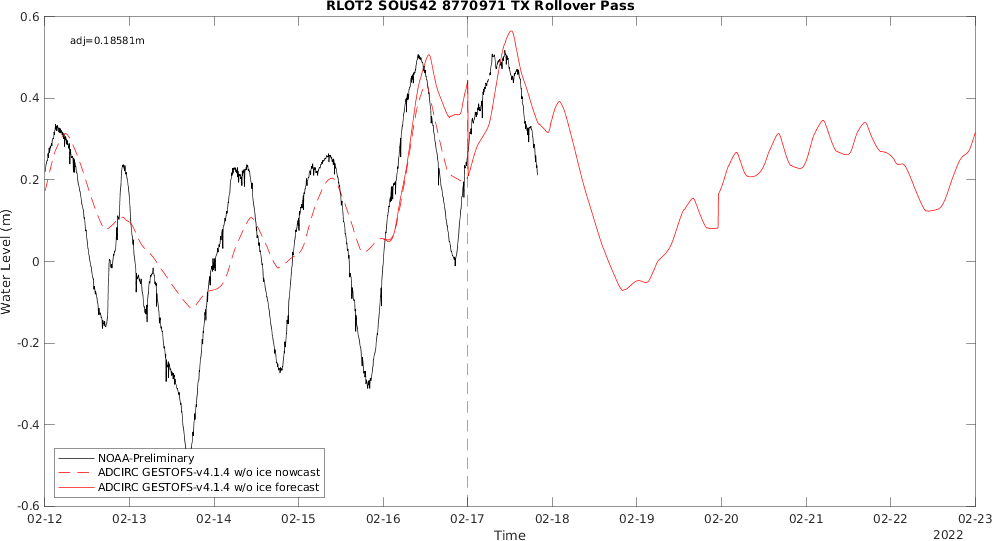 RLOT2 SOUS42 8770971 TX Rollover Pass
adj=0.18581m
0.6
0.4
0.2
0
-0.2
-0.4
-0.6
Water Level (m)
NOAA-Preliminary
ADCIRC GESTOFS-v4.1.4 w/o ice nowcast
ADCIRC GESTOFS-v4.1.4 w/o ice forecast
02-12 02-13 02-14 02-15 02-16 02-17 02-18 02-19 02-20 02-21 02-22 02-23
Time
2022